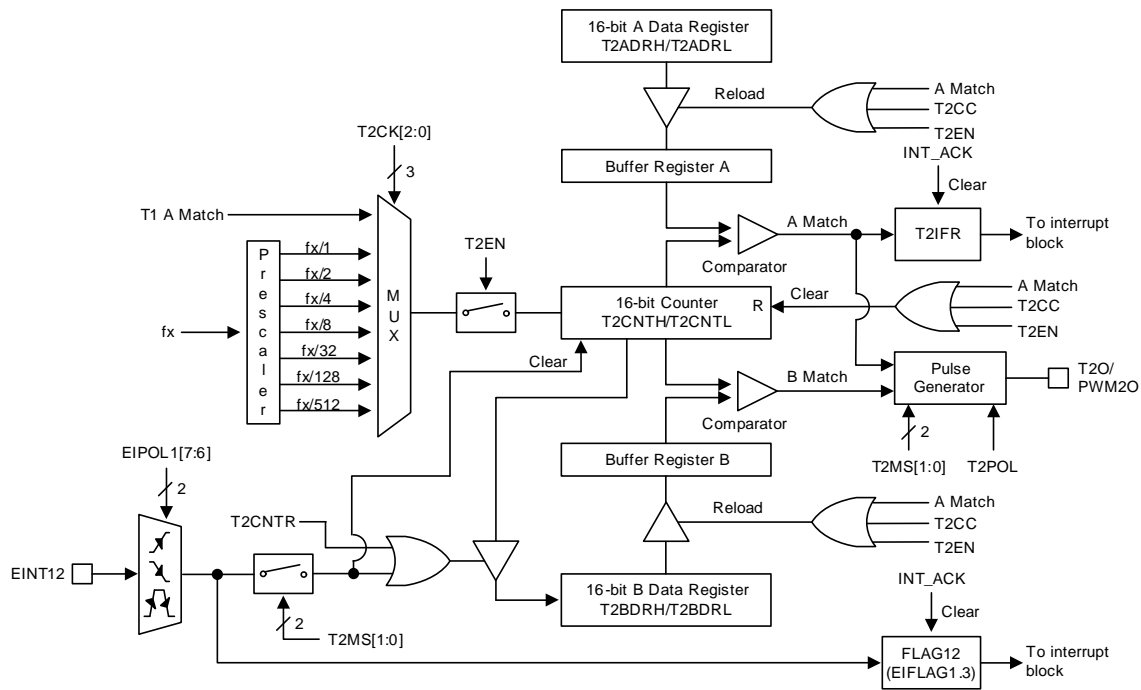 16-bit A Data Register
T2ADRH/T2ADRL
Reload
A Match
T2CC
T2EN
T2CK[2:0]
3
Buffer Register A
INT_ACK
Clear
T1 A Match
A Match
T2IFR
To interrupt
block
Comparator
Prescaler
fx/1
fx/2
fx/4
fx/8
fx/32
fx/128
fx/512
fx
MUX
T2EN
16-bit Counter
T2CNTH/T2CNTL
R
Clear
A Match
T2CC
T2EN
Clear
B Match
Comparator
Pulse
Generator
T2O/
PWM2O
2
T2MS[1:0]
T2POL
EIPOL1[7:6]
2
Buffer Register B
Reload
A Match
T2CC
T2EN
T2CNTR
EINT12
16-bit B Data Register
T2BDRH/T2BDRL
2
T2MS[1:0]
INT_ACK
Clear
FLAG12
(EIFLAG1.3)
To interrupt
block